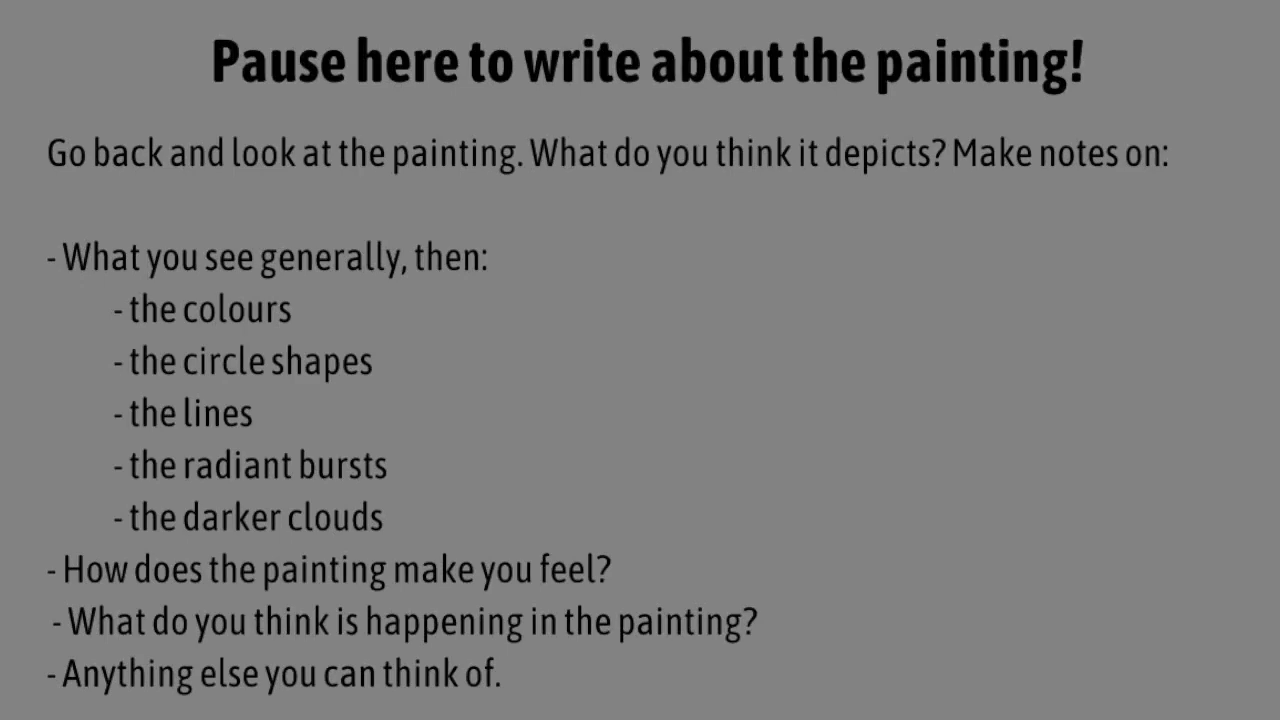 Pause here to write about the painting!
Go back and look at the painting. What do you think it depicts? Make notes on:
- What you see generally, then:
- the colours
- the circle shapes
- the lines
- the radiant bursts
- the darker clouds
- How does the painting make you feel?
- What do you think is happening in the painting?
- Anything else you can think of.